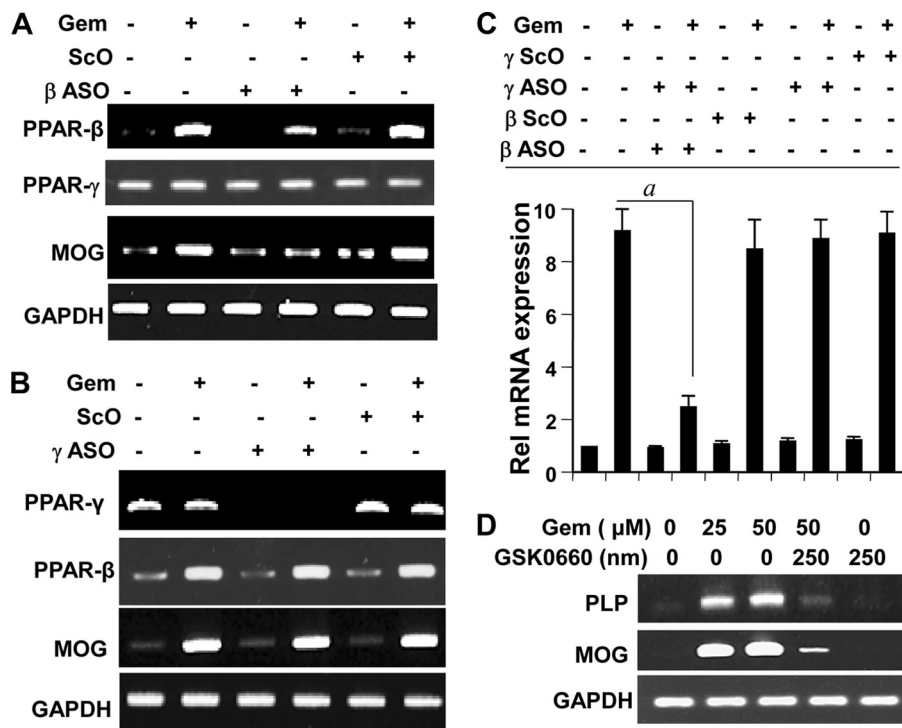 A
Gem - + - + - +
ScO - - - - + +
β ASO - - + + - -
PPAR-β
PPAR-γ
MOG
GAPDH
B
Gem - + - + - +
ScO - - - - + +
γ ASO - - + + - -
PPAR-γ
PPAR-β
MOG
GAPDH
C
Gem - + - + - + - + - +
γ ScO - - - - - - - - + +
γ ASO - - + + - - + + - -
β ScO - - - - + + - - - -
β ASO - - + + - - - - - -
a
Rel mRNA expression
10
8
6
4
2
0
D
Gem ( µM) 0 25 50 50 0
GSK0660 (nm) 0 0 0 250 250
PLP
MOG
GAPDH